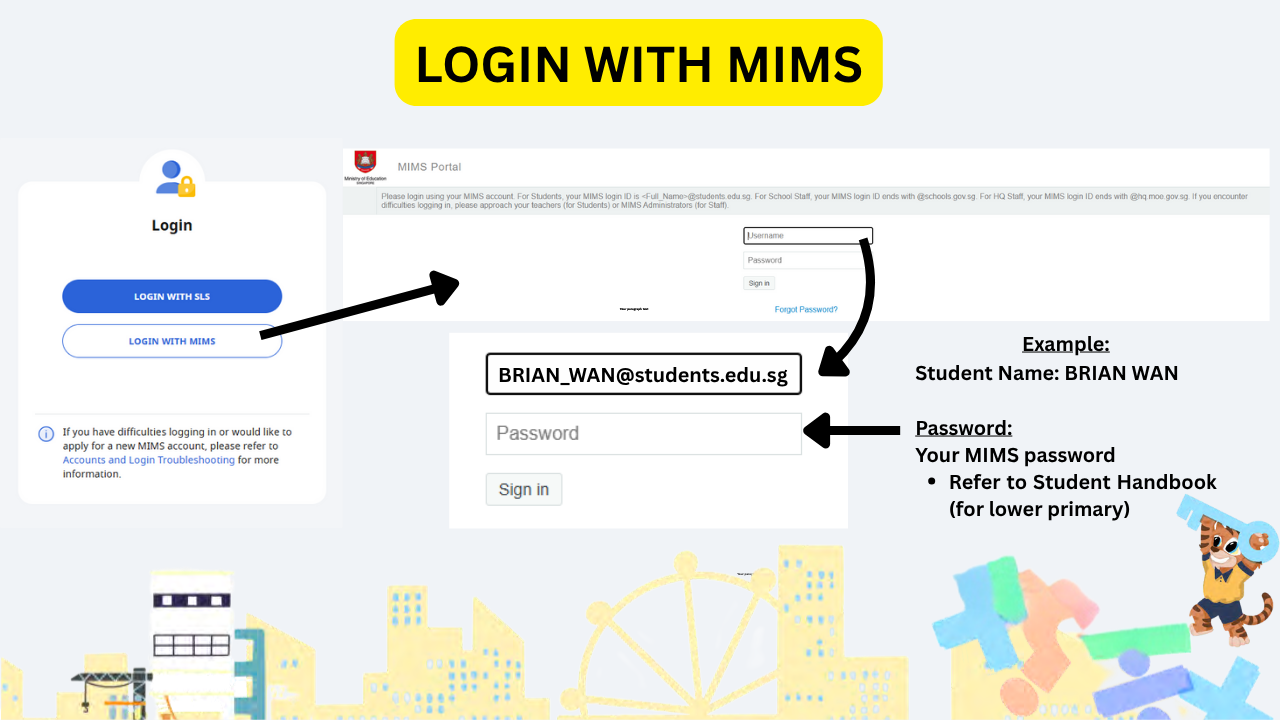 LOGIN WITH MIMS
Login
LOGIN WITH SLS
LOGIN WITH MIMS
If you have difficulties logging in or would like to
apply for a new MIMS account, please refer to
Accounts and Login Troubleshooting for more
information.
Ministry of Education
SINGAPORE
MIMS Portal
Please login using your MIMS account. For Students, your MIMS login ID is <Full_Name>@students.edu.sg. For School Staff, your MIMS login ID ends with @schools.gov.sg. For HQ Staff, your MIMS login ID ends with @hq.moe.gov.sg. If you encounter
difficulties logging in, please approach your teachers (for Students) or MIMS Administrators (for Staff).
Username
Password
Sign in
Forgot Password?
Your paragraph text
BRIAN_WAN@students.edu.sg
Password
Sign in
Example:
Student Name: BRIAN WAN
Password:
Your MIMS password
• Refer to Student Handbook
(for lower primary)